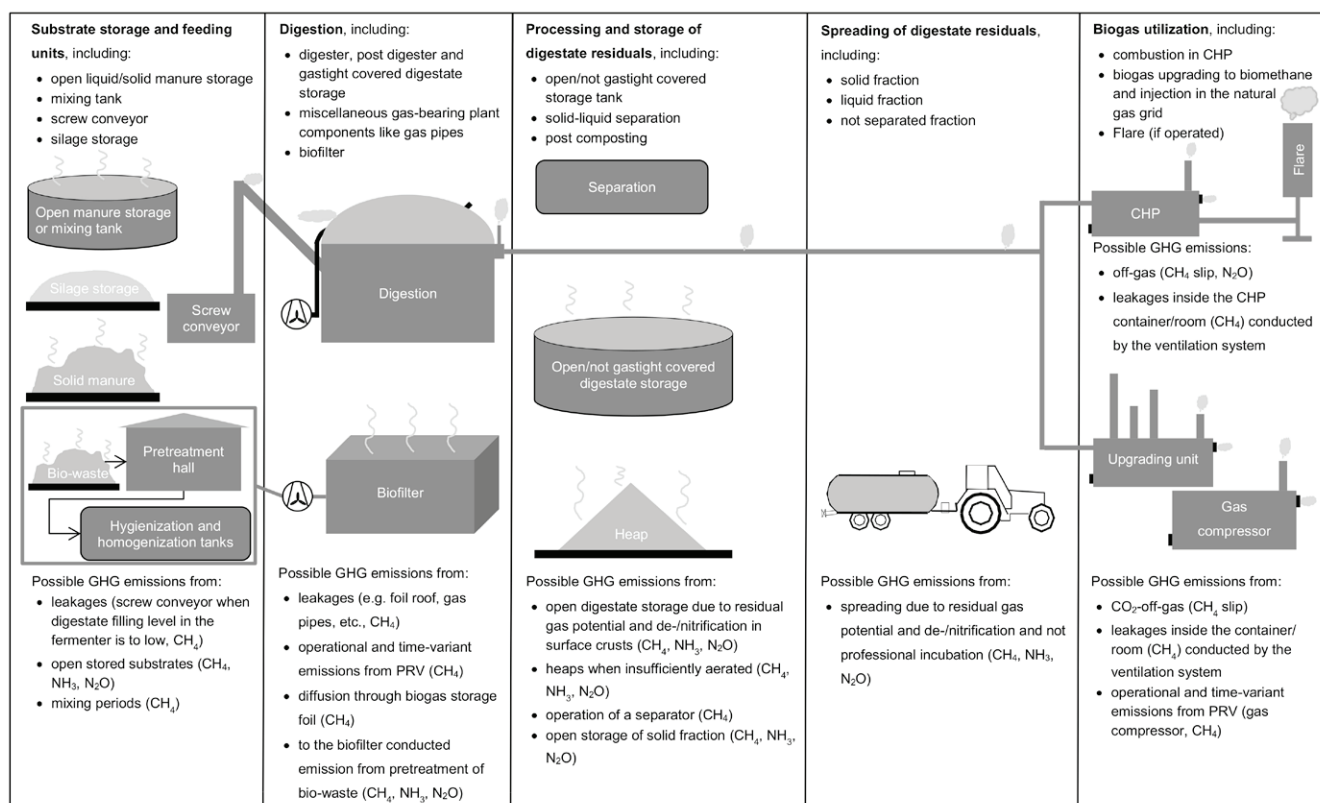 Substrate storage and feeding
units, including:
• open liquid/solid manure storage
• mixing tank
• screw conveyor
• silage storage
Open manure storage
or mixing tank
Silage storage
Screw
conveyor
Solid manure
Bio-waste
Pretreatment
hall
Hygienization and
homogenization tanks
Possible GHG emissions from:
• leakages (screw conveyor when
digestate filling level in the
fermenter is to low, CH₄)
• open stored substrates (CH₄,
NH₃, N₂O)
• mixing periods (CH₄)
Digestion, including:
• digester, post digester and
gastight covered digestate
storage
• miscellaneous gas-bearing plant
components like gas pipes
• biofilter
Digestion
Biofilter
Possible GHG emissions from:
• leakages (e.g. foil roof, gas
pipes, etc., CH₄)
• operational and time-variant
emissions from PRV (CH₄)
• diffusion through biogas storage
foil (CH₄)
• to the biofilter conducted
emission from pretreatment of
bio-waste (CH₄, NH₃, N₂O)
Processing and storage of
digestate residuals, including:
• open/not gastight covered
storage tank
• solid-liquid separation
• post composting
Separation
Open/not gastight covered
digestate storage
Heap
Possible GHG emissions from:
• open digestate storage due to residual
gas potential and de-/nitrification in
surface crusts (CH₄, NH₃, N₂O)
• heaps when insufficiently aerated (CH₄,
NH₃, N₂O)
• operation of a separator (CH₄)
• open storage of solid fraction (CH₄, NH₃,
N₂O)
Spreading of digestate residuals,
including:
• solid fraction
• liquid fraction
• not separated fraction
Possible GHG emissions from:
• spreading due to residual gas
potential and de-/nitrification and not
professional incubation (CH₄, NH₃,
N₂O)
Biogas utilization, including:
• combustion in CHP
• biogas upgrading to biomethane
and injection in the natural
gas grid
• Flare (if operated)
Flare
CHP
Possible GHG emissions:
• off-gas (CH₄ slip, N₂O)
• leakages inside the CHP
container/room (CH₄) conducted
by the ventilation system
Upgrading unit
Gas
compressor
Possible GHG emissions from:
• CO₂-off-gas (CH₄ slip)
• leakages inside the container/
room (CH₄) conducted by the
ventilation system
• operational and time-variant
emissions from PRV (gas
compressor, CH₄)